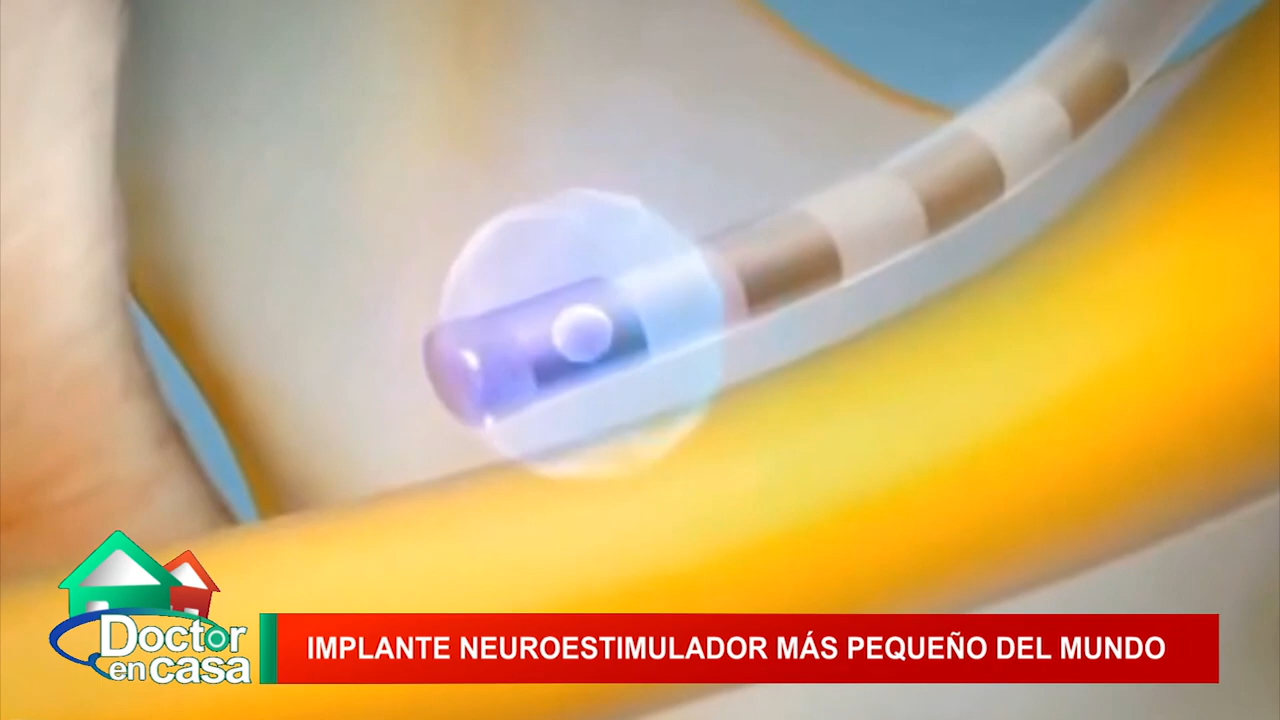 Doctor
en casa
IMPLANTE NEUROESTIMULADOR MÁS PEQUEÑO DEL MUNDO